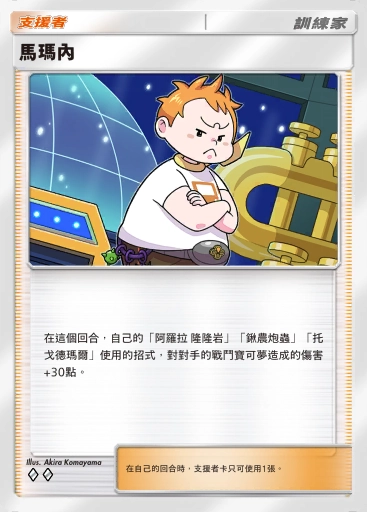 支援者
訓練家
馬瑪內
在這個回合，自己的「阿羅拉 隆隆岩」「鍬農炮蟲」「托
戈德瑪爾」使用的招式，對對手的戰鬥寶可夢造成的傷害
+30點。
Illus. Akira Komayama
在自己的回合時，支援者卡只可使用1張。